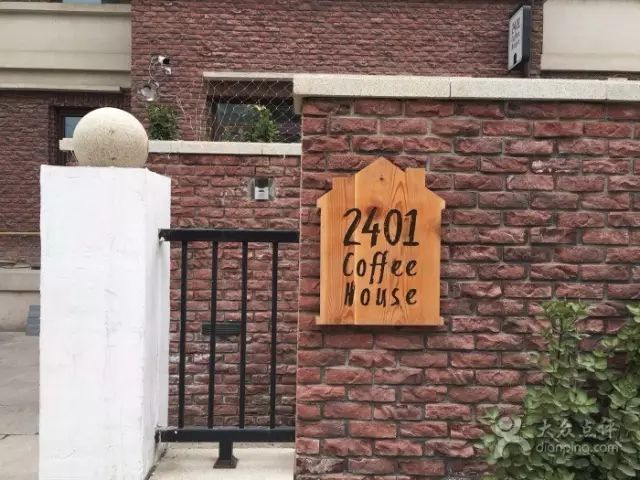 2401
Coffee
House
大众点评
dianping.com